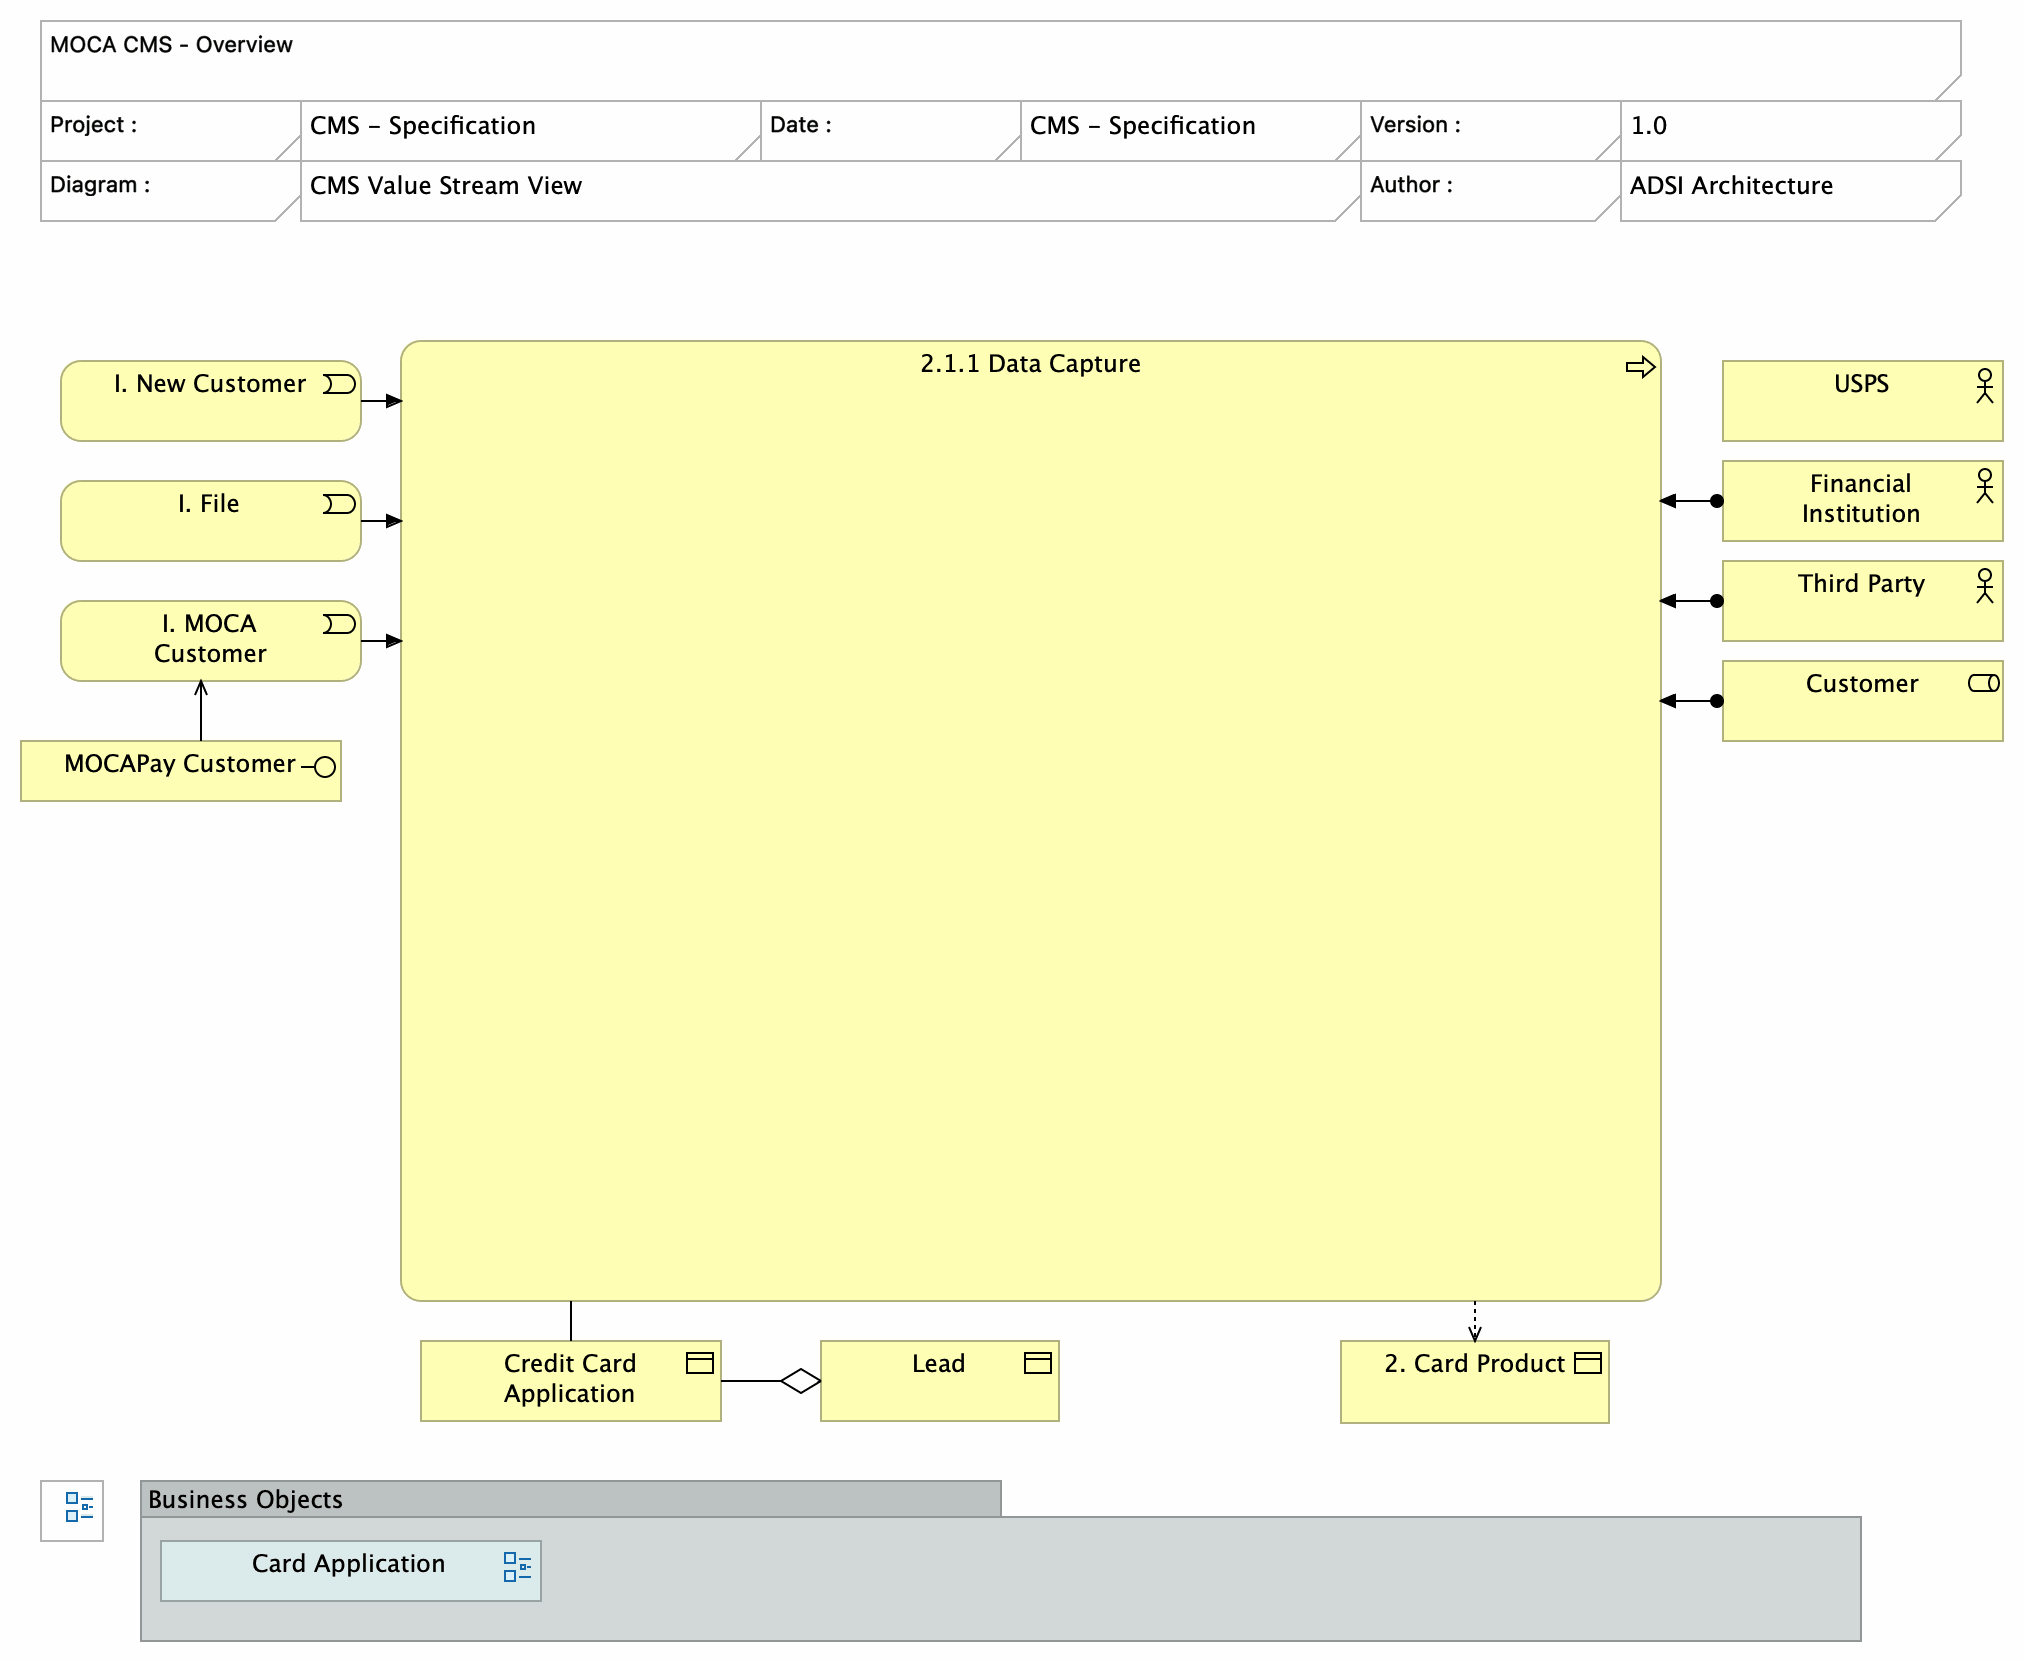 MOCA CMS - Overview
Project :
CMS - Specification
Date :
CMS - Specification
Version :
1.0
Diagram :
CMS Value Stream View
Author :
ADSI Architecture
2.1.1 Data Capture
I. New Customer
I. File
I. MOCA
Customer
MOCAPay Customer
USPS
Financial
Institution
Third Party
Customer
Credit Card
Application
Lead
2. Card Product
Business Objects
Card Application